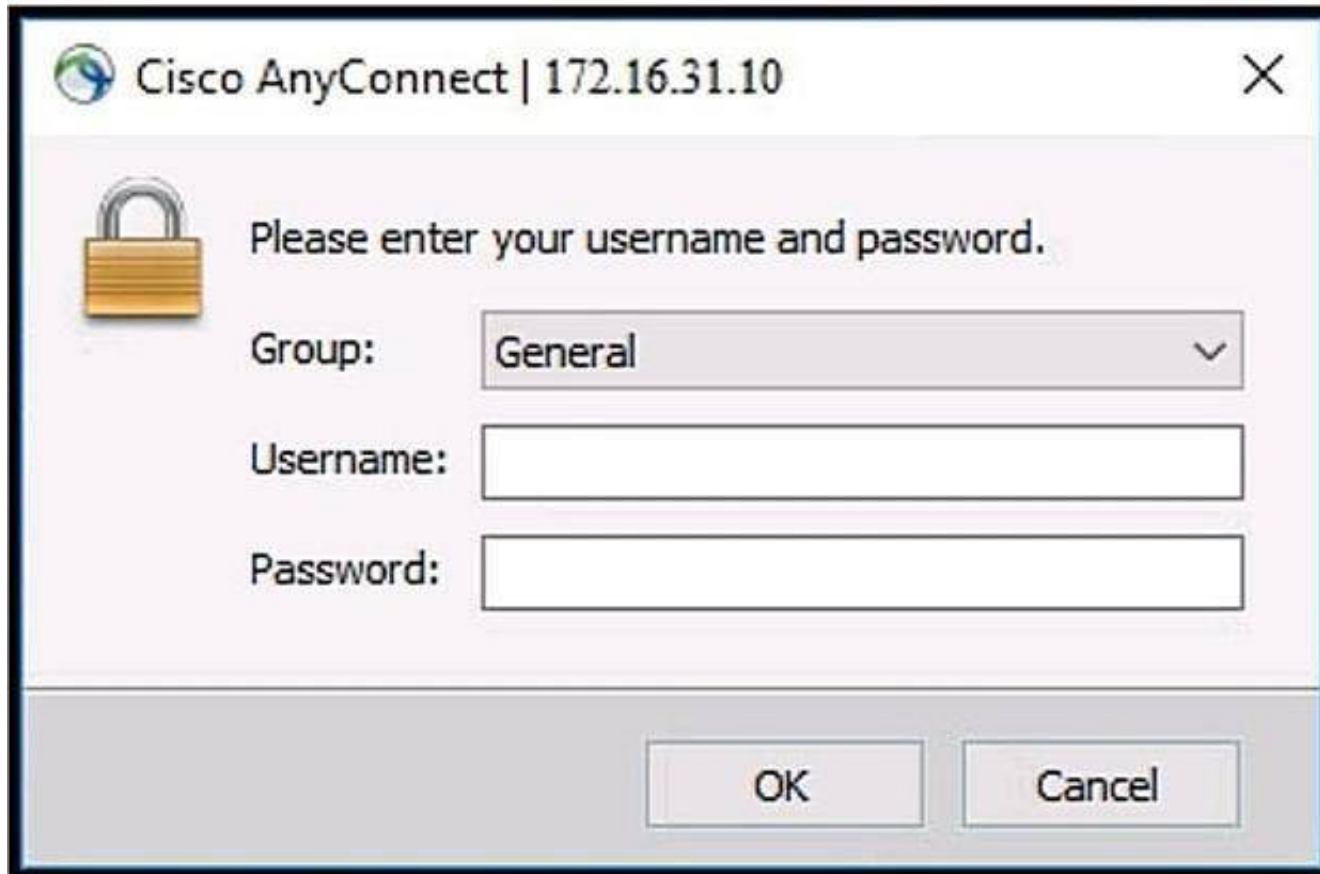 Cisco AnyConnect | 172.16.31.10
Please enter your username and password.
Group: General
Username:
Password:
OK Cancel